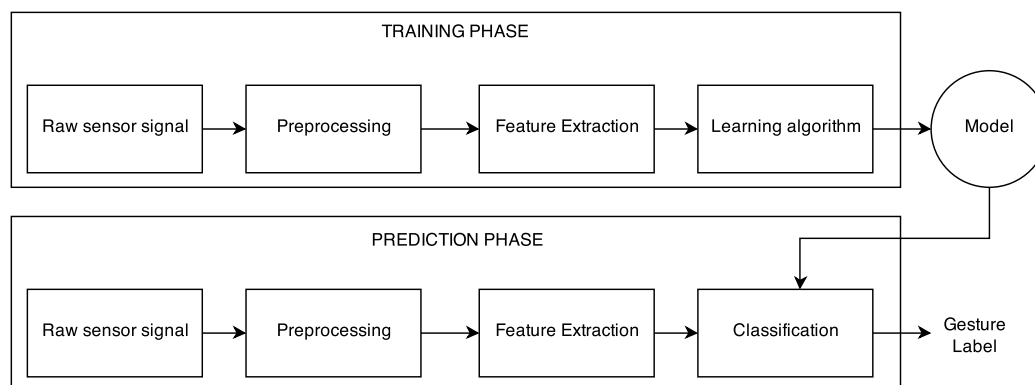 TRAINING PHASE
Raw sensor signal
Preprocessing
Feature Extraction
Learning algorithm
Model
PREDICTION PHASE
Raw sensor signal
Preprocessing
Feature Extraction
Classification
Gesture
Label